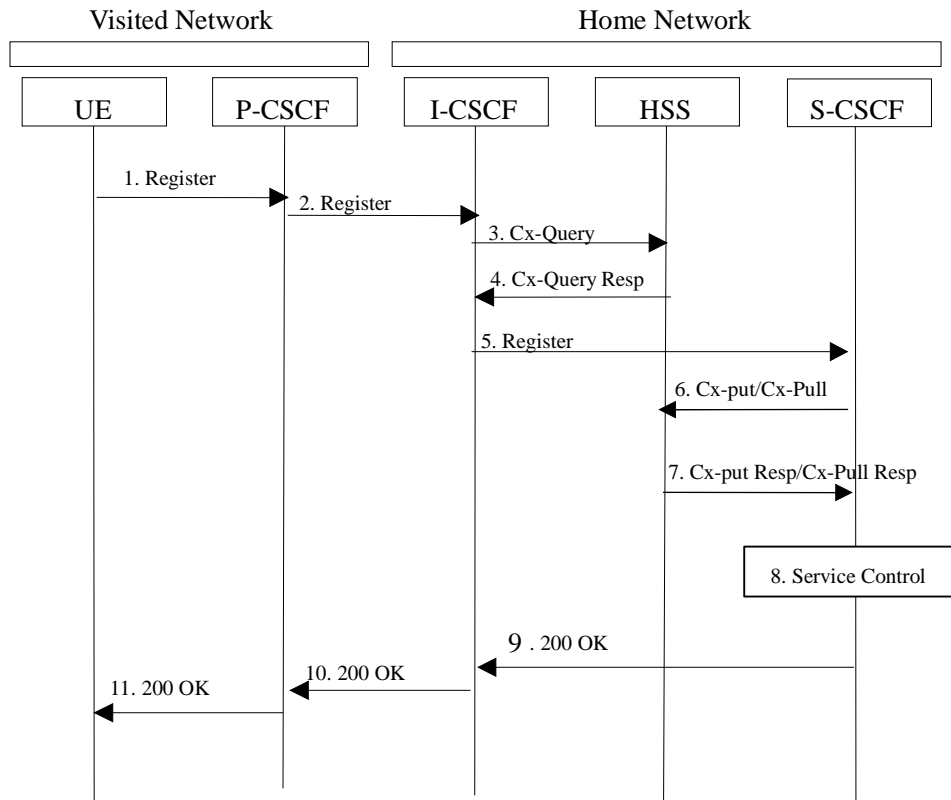 Visited Network
Home Network
UE
P-CSCF
I-CSCF
HSS
S-CSCF
1. Register
2. Register
3. Cx-Query
4. Cx-Query Resp
5. Register
6. Cx-put/Cx-Pull
7. Cx-put Resp/Cx-Pull Resp
8. Service Control
9 . 200 OK
10. 200 OK
11. 200 OK